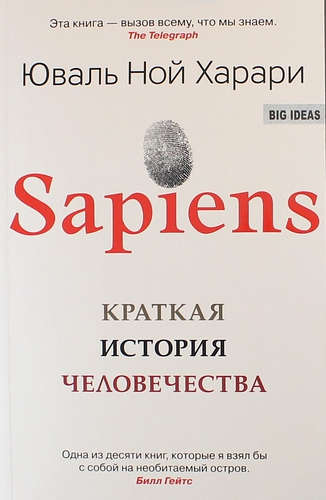 Эта книга — вызов всему, что мы знаем.
The Telegraph
Юваль Ной Харари
BIG IDEAS
Sapiens
КРАТКАЯ
ИСТОРИЯ
ЧЕЛОВЕЧЕСТВА
Одна из десяти книг, которые я взял бы
с собой на необитаемый остров.
Билл Гейтс